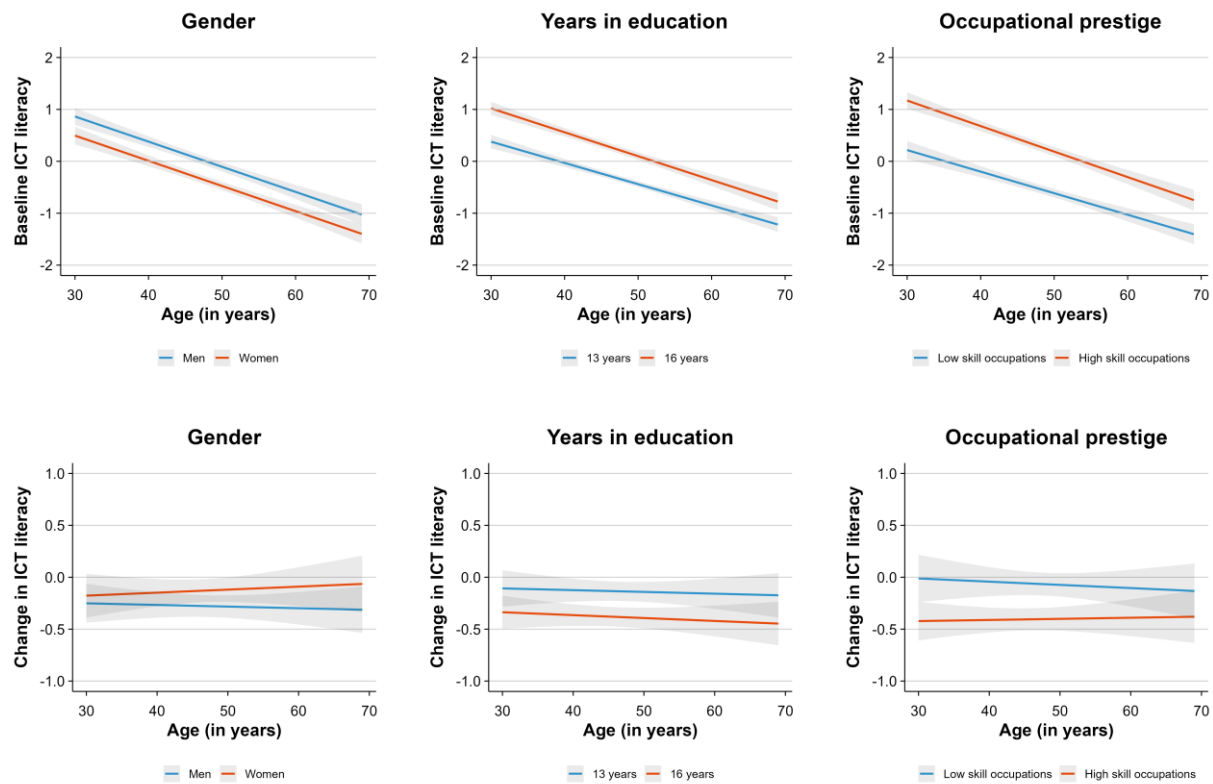 Gender
Years in education
Occupational prestige
Baseline ICT literacy
2
1
0
-1
-2
30 40 50 60 70
Age (in years)
Men Women
Baseline ICT literacy
2
1
0
-1
-2
30 40 50 60 70
Age (in years)
13 years 16 years
Baseline ICT literacy
2
1
0
-1
-2
30 40 50 60 70
Age (in years)
Low skill occupations High skill occupations
Gender
Years in education
Occupational prestige
Change in ICT literacy
1.0
0.5
0.0
-0.5
-1.0
30 40 50 60 70
Age (in years)
Men Women
Change in ICT literacy
1.0
0.5
0.0
-0.5
-1.0
30 40 50 60 70
Age (in years)
13 years 16 years
Change in ICT literacy
1.0
0.5
0.0
-0.5
-1.0
30 40 50 60 70
Age (in years)
Low skill occupations High skill occupations